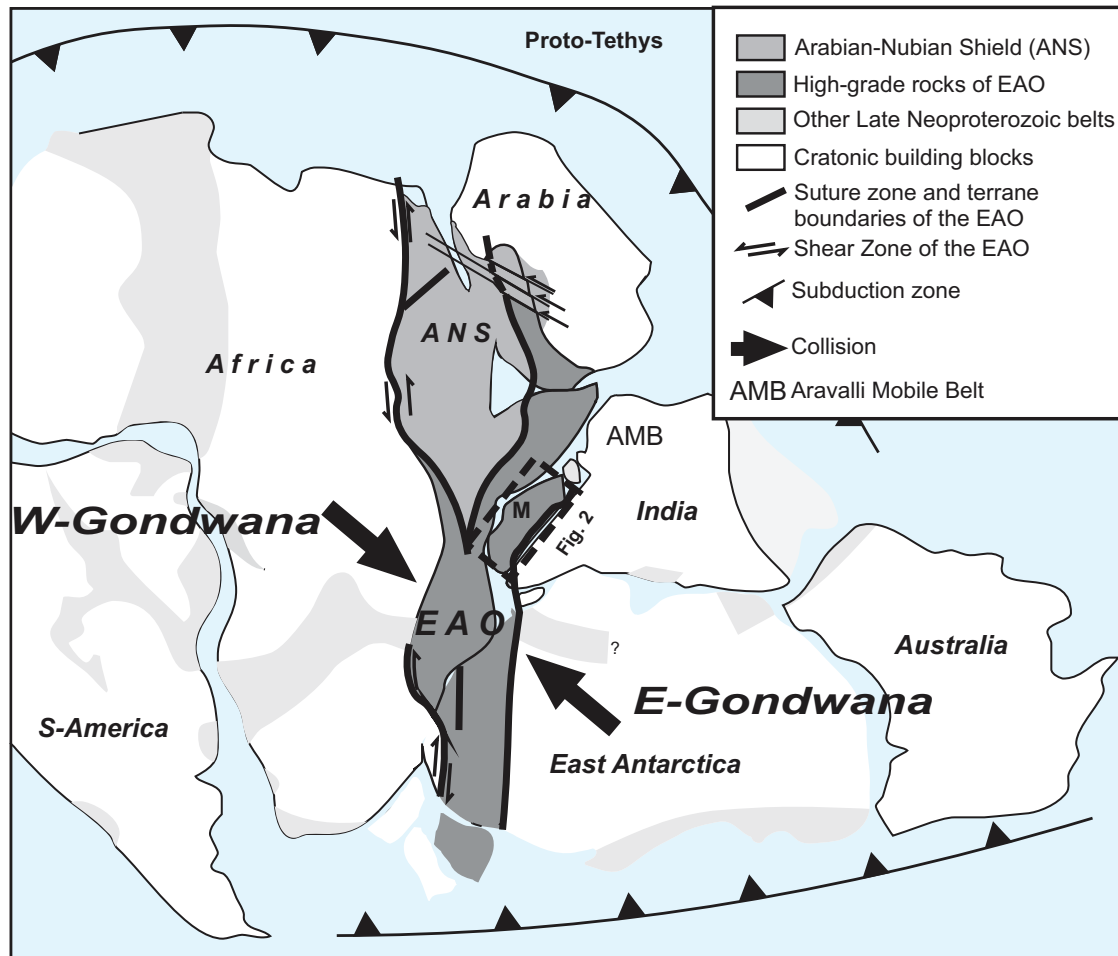 Proto-Tethys
Arabian-Nubian Shield (ANS)
High-grade rocks of EAO
Other Late Neoproterozoic belts
Cratonic building blocks
Suture zone and terrane
boundaries of the EAO
Shear Zone of the EAO
Subduction zone
Collision
AMB Aravalli Mobile Belt
Arabia
ANS
Africa
AMB
M
India
Fig. 2
W-Gondwana
EAO
?
Australia
E-Gondwana
S-America
East Antarctica